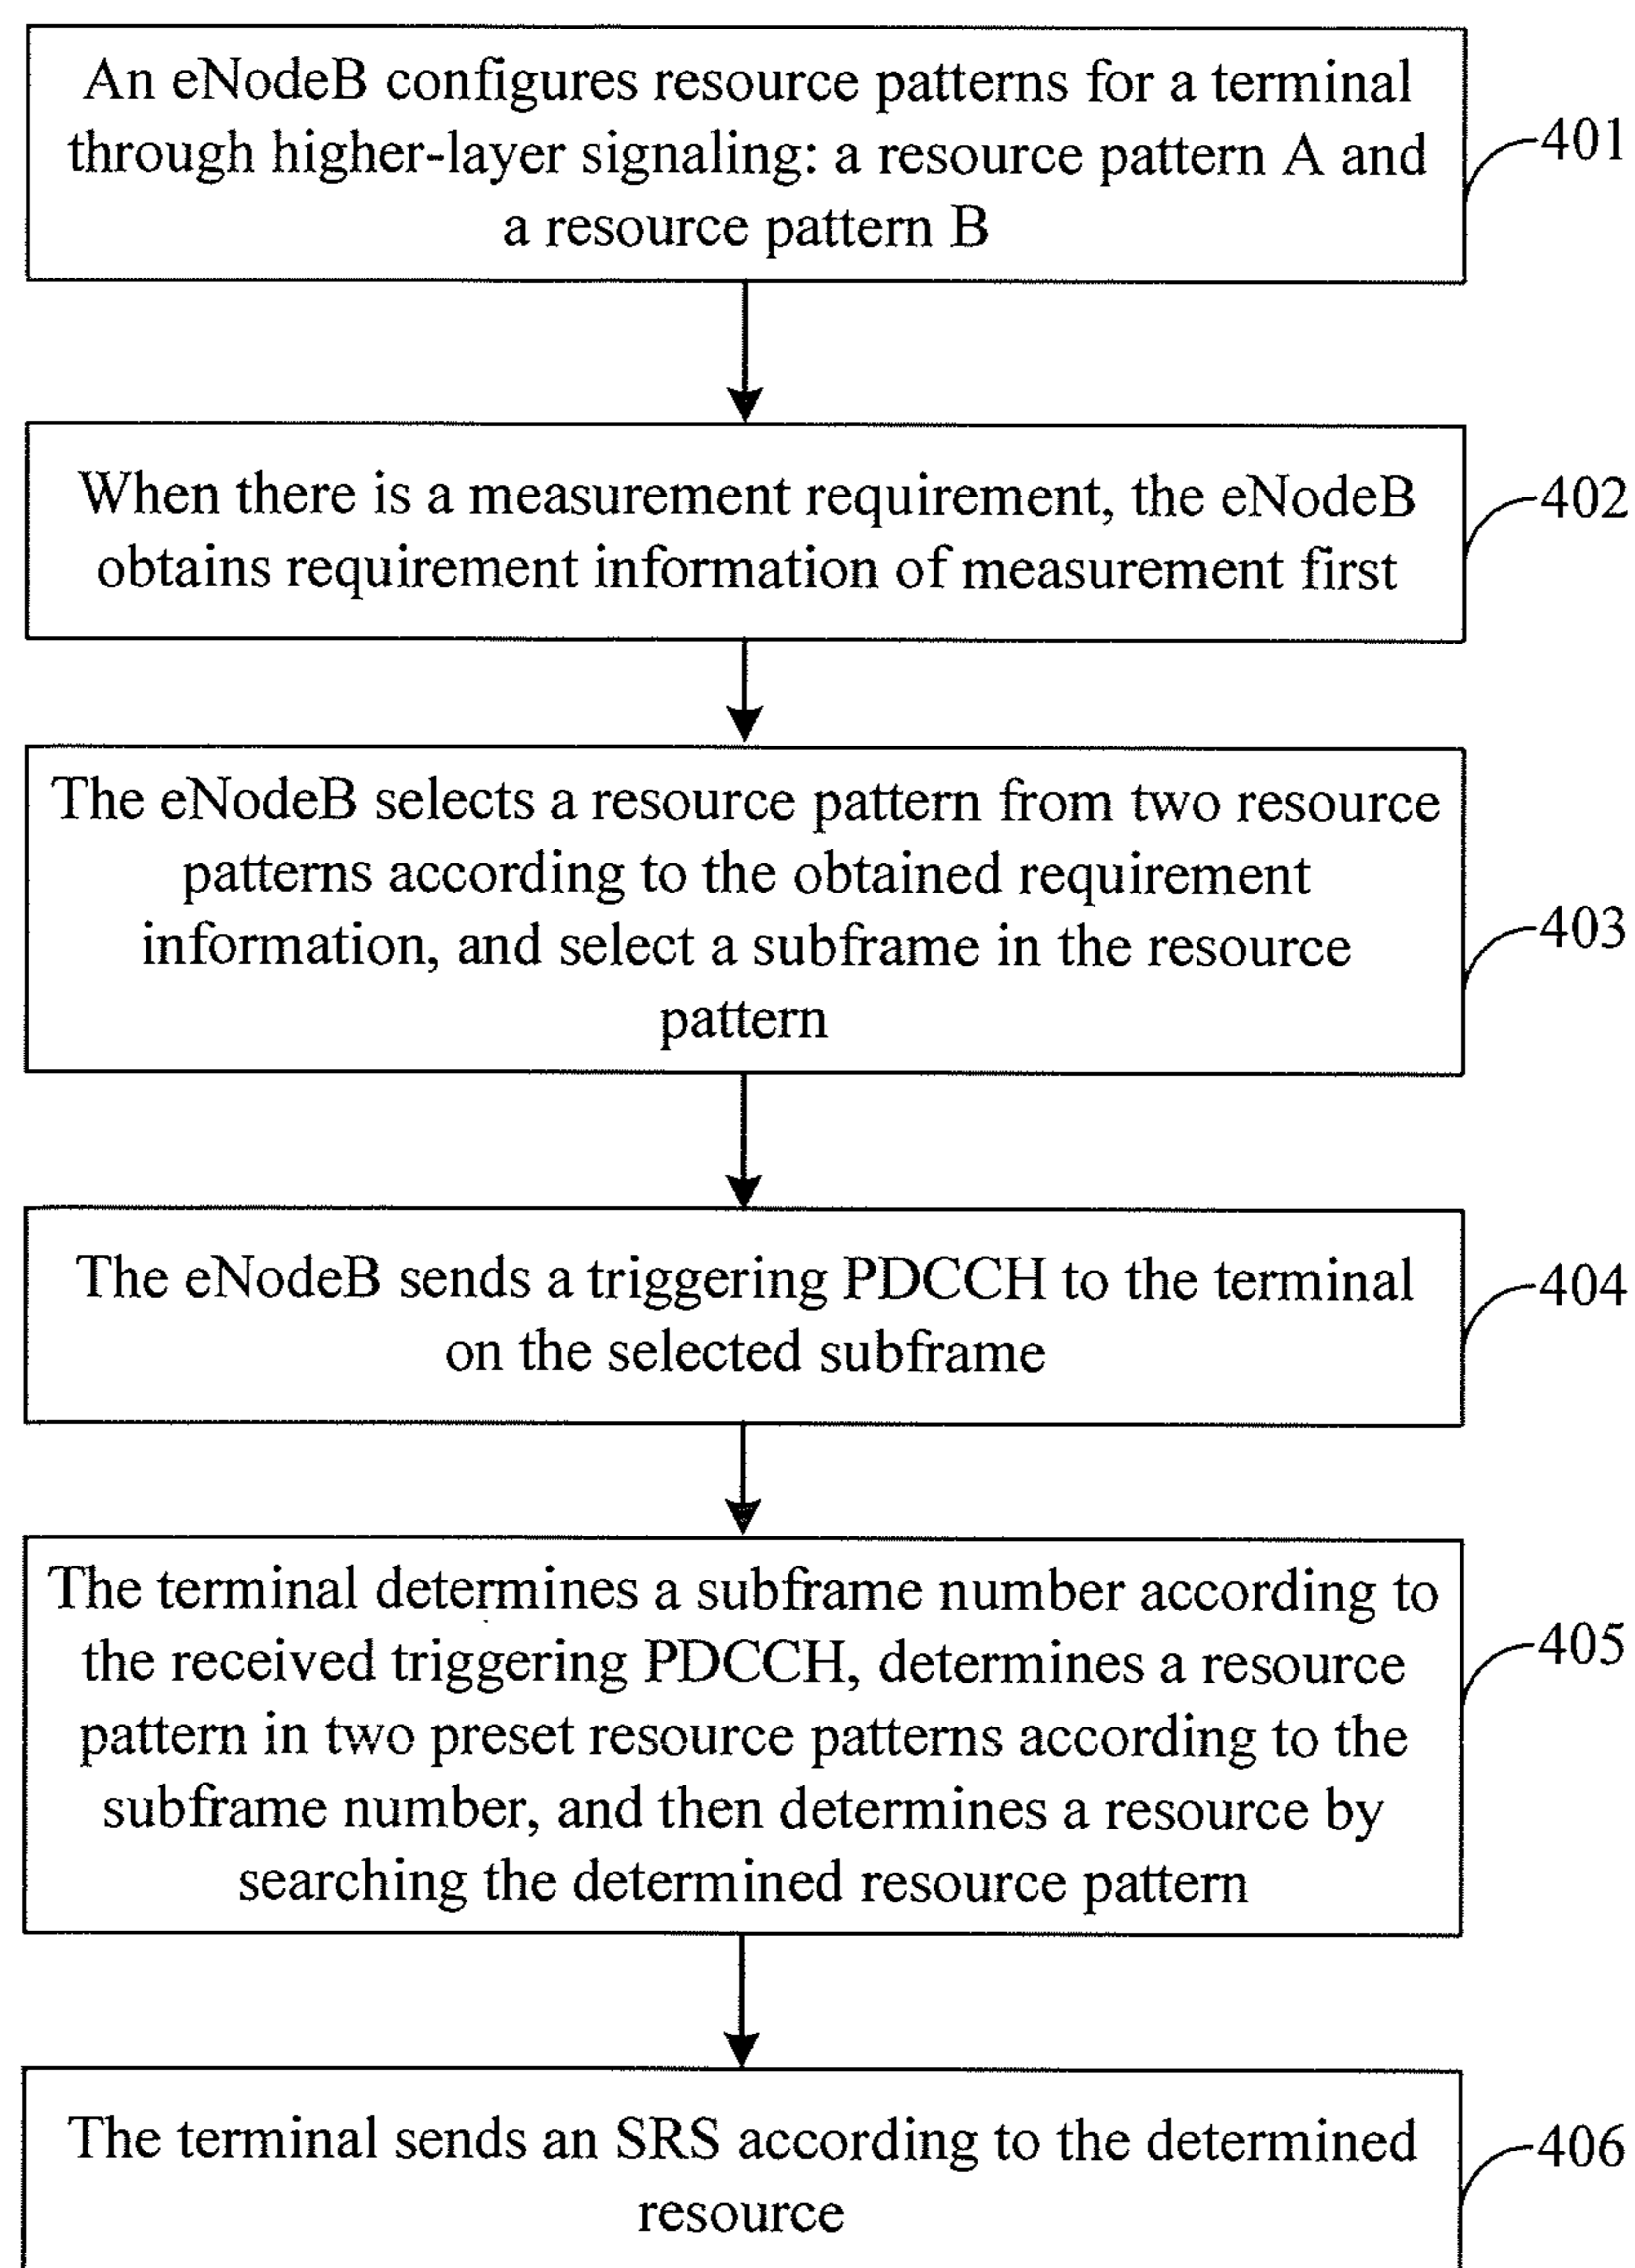 An eNodeB configures resource patterns for a terminal
through higher-layer signaling: a resource pattern A and
a resource pattern B
401
When there is a measurement requirement, the eNodeB
obtains requirement information of measurement first
402
The eNodeB selects a resource pattern from two resource
patterns according to the obtained requirement
information, and select a subframe in the resource
pattern
403
The eNodeB sends a triggering PDCCH to the terminal
on the selected subframe
404
The terminal determines a subframe number according to
the received triggering PDCCH, determines a resource
pattern in two preset resource patterns according to the
subframe number, and then determines a resource by
searching the determined resource pattern
405
The terminal sends an SRS according to the determined
resource
406